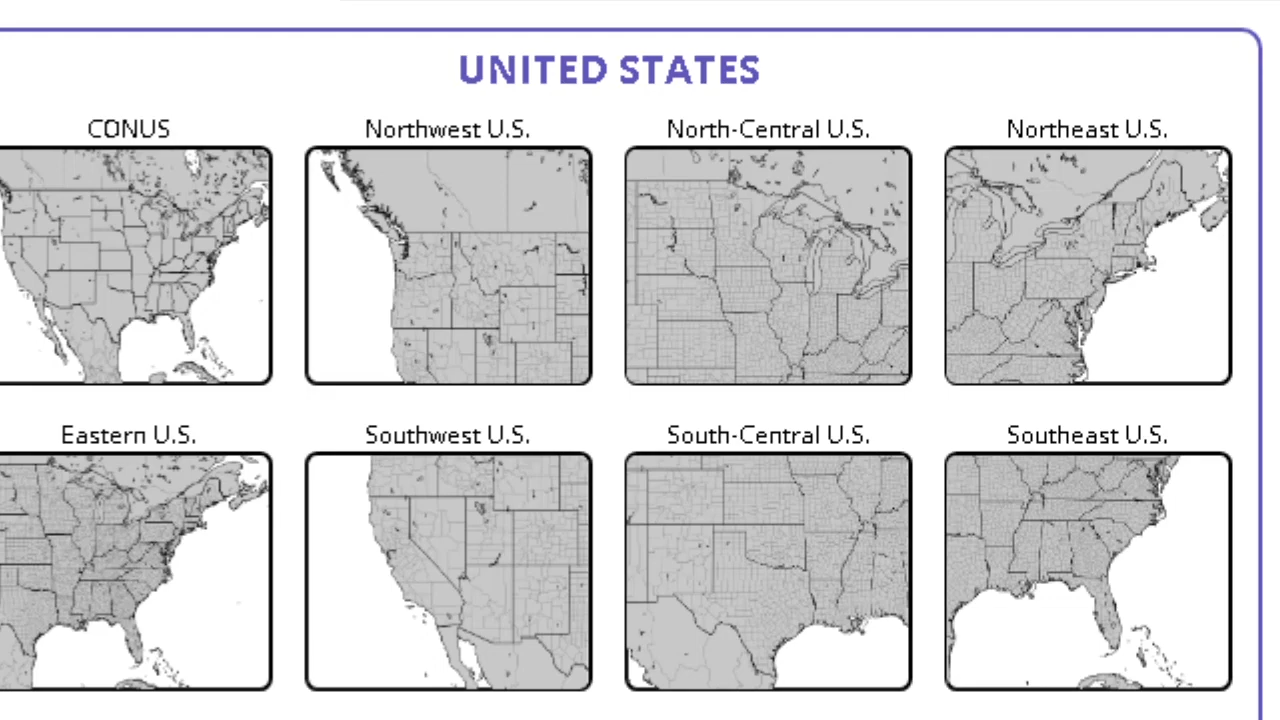 UNITED STATES
CONUS
Northwest U.S.
North-Central U.S.
Northeast U.S.
Eastern U.S.
Southwest U.S.
South-Central U.S.
Southeast U.S.